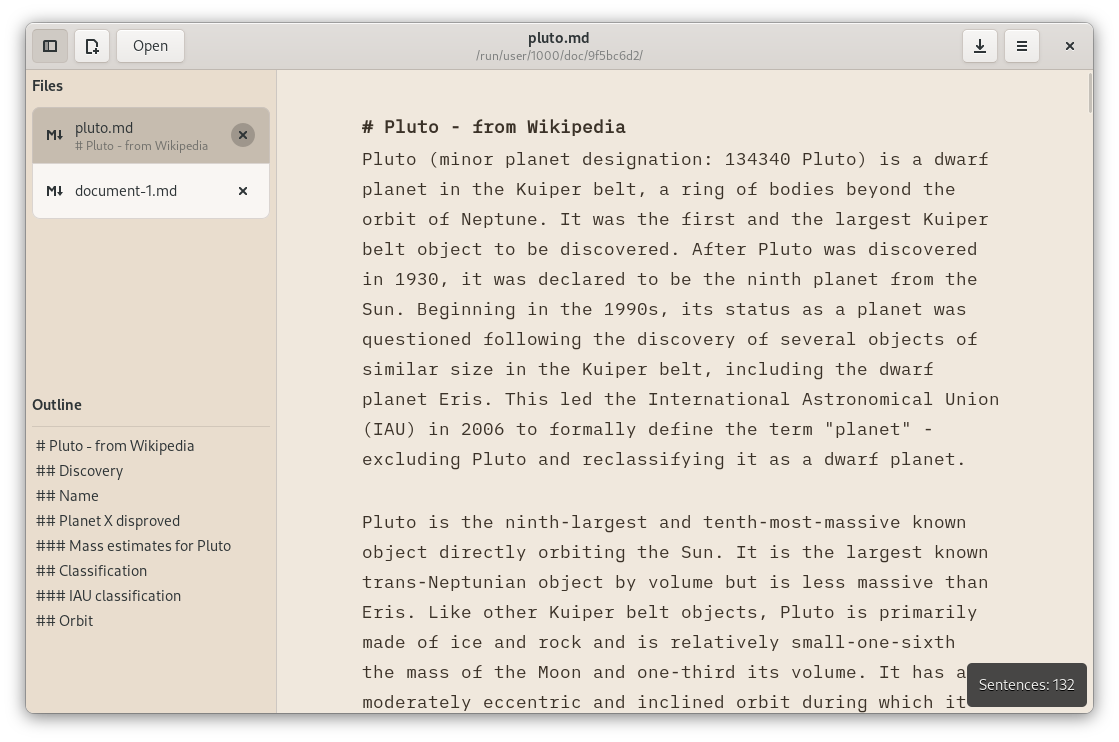 Open
pluto.md
/run/user/1000/doc/9f5bc6d2/
Files
M↓ pluto.md
# Pluto - from Wikipedia
M↓ document-1.md
Outline
# Pluto - from Wikipedia
## Discovery
## Name
## Planet X disproved
### Mass estimates for Pluto
## Classification
### IAU classification
## Orbit
# Pluto - from Wikipedia
Pluto (minor planet designation: 134340 Pluto) is a dwarf
planet in the Kuiper belt, a ring of bodies beyond the
orbit of Neptune. It was the first and the largest Kuiper
belt object to be discovered. After Pluto was discovered
in 1930, it was declared to be the ninth planet from the
Sun. Beginning in the 1990s, its status as a planet was
questioned following the discovery of several objects of
similar size in the Kuiper belt, including the dwarf
planet Eris. This led the International Astronomical Union
(IAU) in 2006 to formally define the term "planet" -
excluding Pluto and reclassifying it as a dwarf planet.
Pluto is the ninth-largest and tenth-most-massive known
object directly orbiting the Sun. It is the largest known
trans-Neptunian object by volume but is less massive than
Eris. Like other Kuiper belt objects, Pluto is primarily
made of ice and rock and is relatively small-one-sixth
the mass of the Moon and one-third its volume. It has a
moderately eccentric and inclined orbit during which it
Sentences: 132